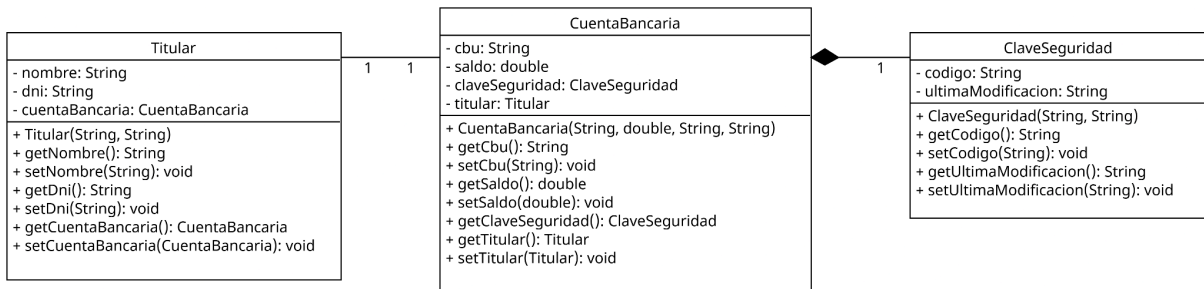 Titular
- nombre: String
- dni: String
- cuentaBancaria: CuentaBancaria
+ Titular(String, String)
+ getNombre(): String
+ setNombre(String): void
+ getDni(): String
+ setDni(String): void
+ getCuentaBancaria(): CuentaBancaria
+ setCuentaBancaria(CuentaBancaria): void
1
1
CuentaBancaria
- cbu: String
- saldo: double
- claveSeguridad: ClaveSeguridad
- titular: Titular
+ CuentaBancaria(String, double, String, String)
+ getCbu(): String
+ setCbu(String): void
+ getSaldo(): double
+ setSaldo(double): void
+ getClaveSeguridad(): ClaveSeguridad
+ getTitular(): Titular
+ setTitular(Titular): void
1
ClaveSeguridad
- codigo: String
- ultimaModificacion: String
+ ClaveSeguridad(String, String)
+ getCodigo(): String
+ setCodigo(String): void
+ getUltimaModificacion(): String
+ setUltimaModificacion(String): void